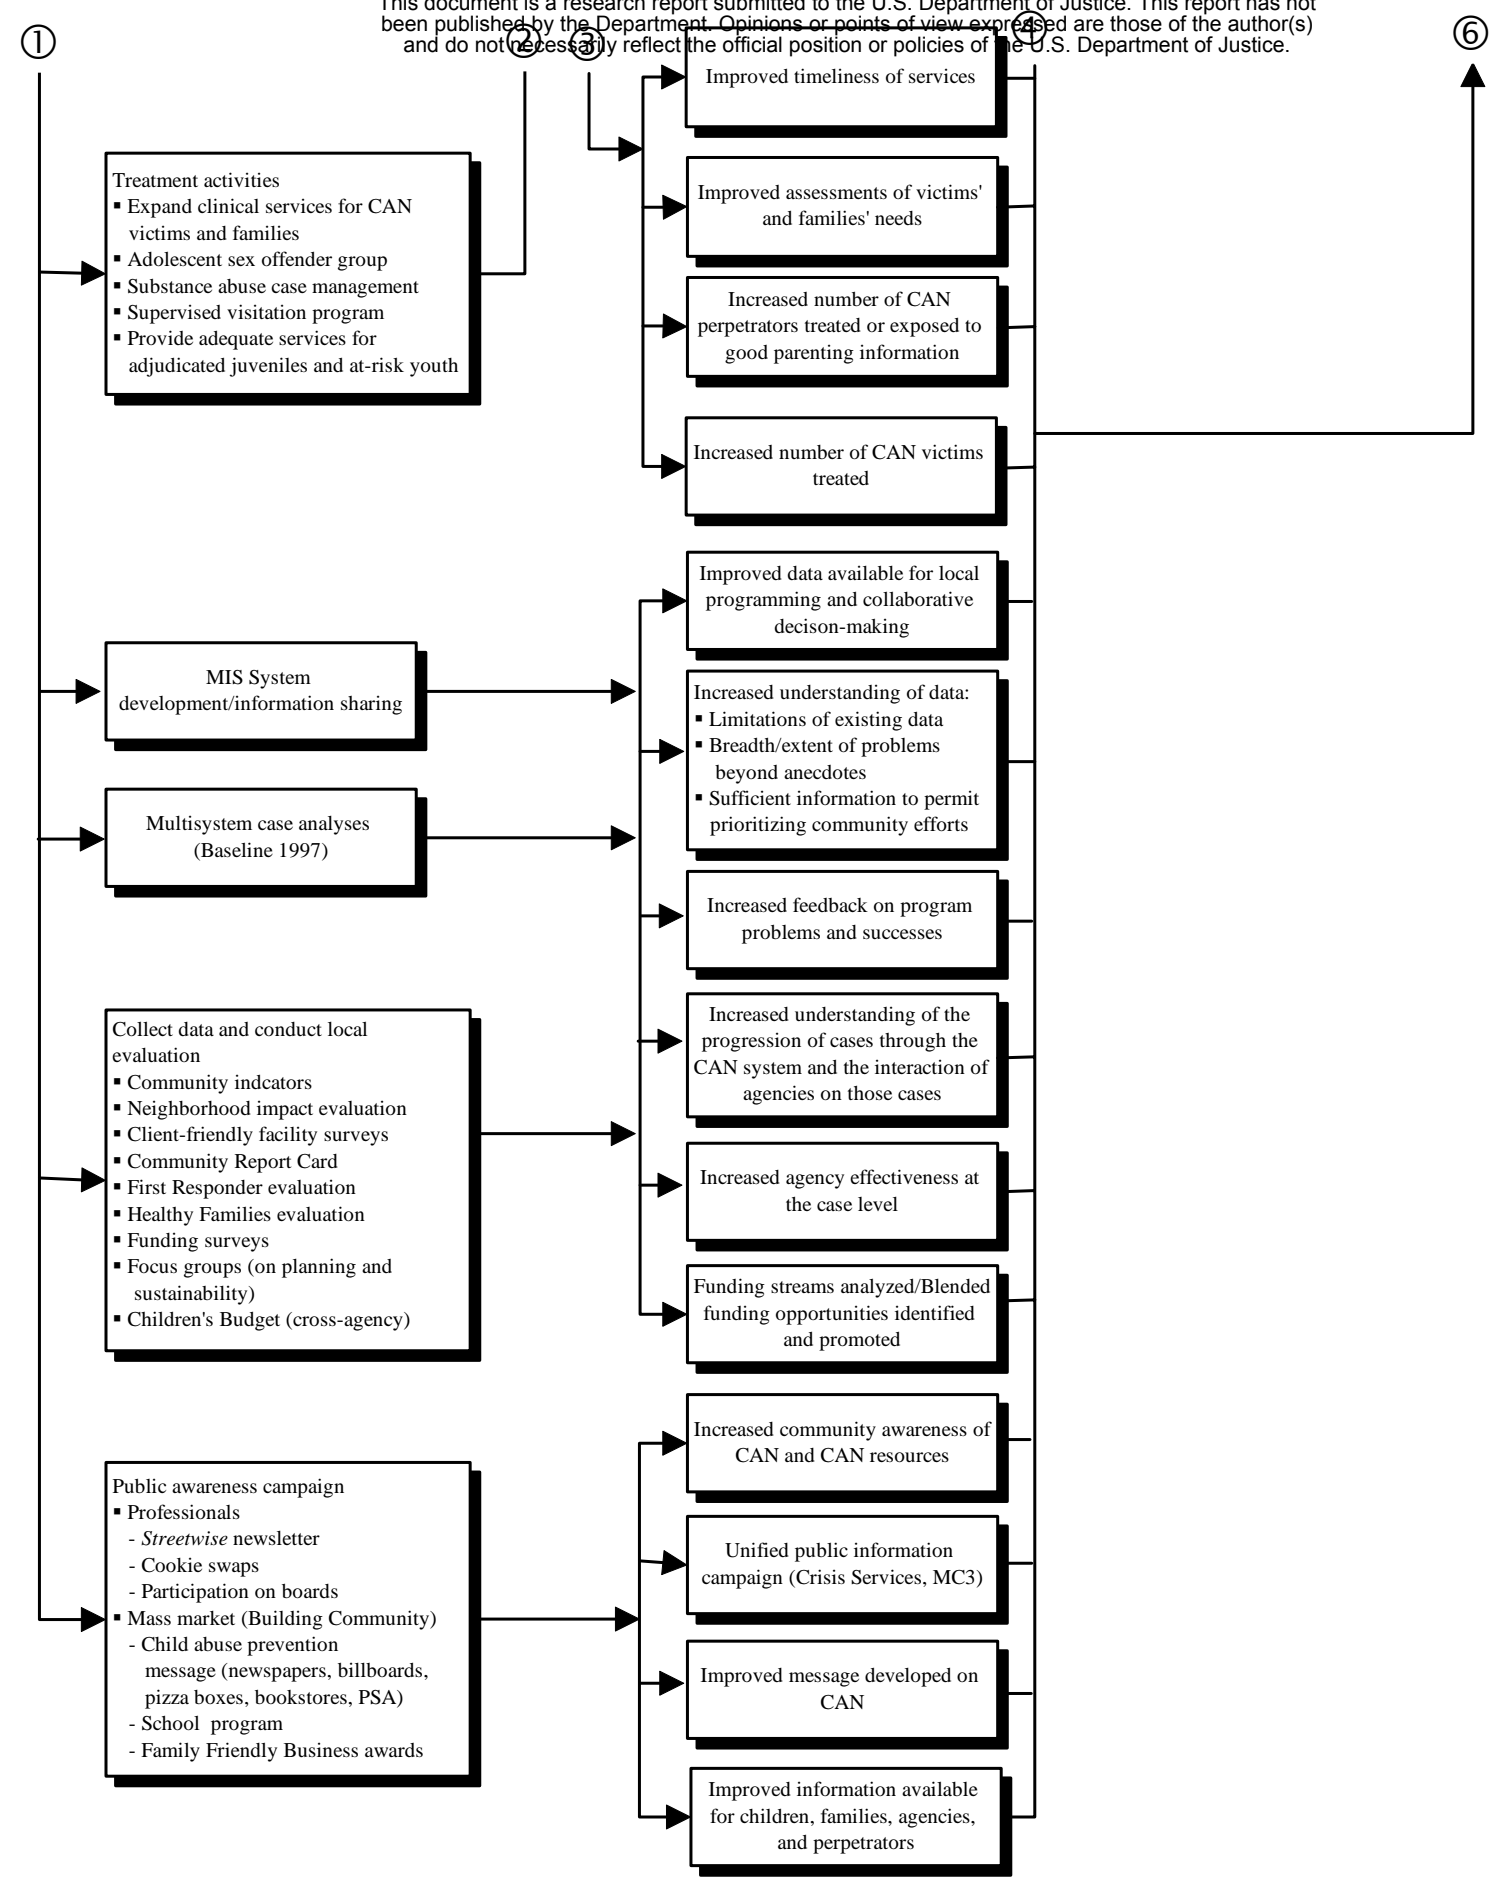 This document is a research report submitted to the U.S. Department of Justice. This report has not
been published by the Department. Opinions or points of view expressed are those of the author(s)
and do not necessarily reflect the official position or policies of the U.S. Department of Justice.
①
②
③
④
⑥
Treatment activities
▪ Expand clinical services for CAN
victims and families
▪ Adolescent sex offender group
▪ Substance abuse case management
▪ Supervised visitation program
▪ Provide adequate services for
adjudicated juveniles and at-risk youth
Improved timeliness of services
Improved assessments of victims'
and families' needs
Increased number of CAN
perpetrators treated or exposed to
good parenting information
Increased number of CAN victims
treated
MIS System
development/information sharing
Multisystem case analyses
(Baseline 1997)
Collect data and conduct local
evaluation
▪ Community indcators
▪ Neighborhood impact evaluation
▪ Client-friendly facility surveys
▪ Community Report Card
▪ First Responder evaluation
▪ Healthy Families evaluation
▪ Funding surveys
▪ Focus groups (on planning and
sustainability)
▪ Children's Budget (cross-agency)
Improved data available for local
programming and collaborative
decison-making
Increased understanding of data:
▪ Limitations of existing data
▪ Breadth/extent of problems
beyond anecdotes
▪ Sufficient information to permit
prioritizing community efforts
Increased feedback on program
problems and successes
Increased understanding of the
progression of cases through the
CAN system and the interaction of
agencies on those cases
Increased agency effectiveness at
the case level
Funding streams analyzed/Blended
funding opportunities identified
and promoted
Public awareness campaign
▪ Professionals
- Streetwise newsletter
- Cookie swaps
- Participation on boards
▪ Mass market (Building Community)
- Child abuse prevention
message (newspapers, billboards,
pizza boxes, bookstores, PSA)
- School program
- Family Friendly Business awards
Increased community awareness of
CAN and CAN resources
Unified public information
campaign (Crisis Services, MC3)
Improved message developed on
CAN
Improved information available
for children, families, agencies,
and perpetrators